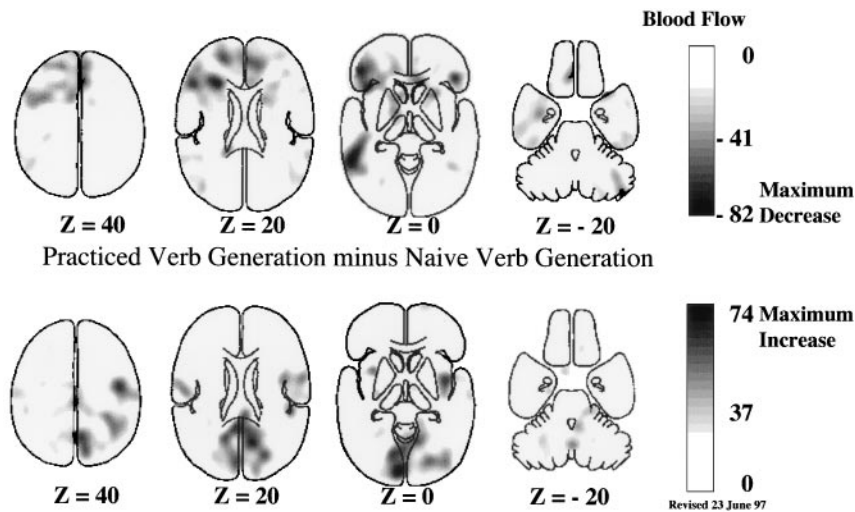 Blood Flow
0
- 41
- 82
Maximum
Decrease
Z = 40
Z = 20
Z = 0
Z = - 20
Practiced Verb Generation minus Naive Verb Generation
74
Maximum
Increase
37
0
Z = 40
Z = 20
Z = 0
Z = - 20
Revised 23 June 97